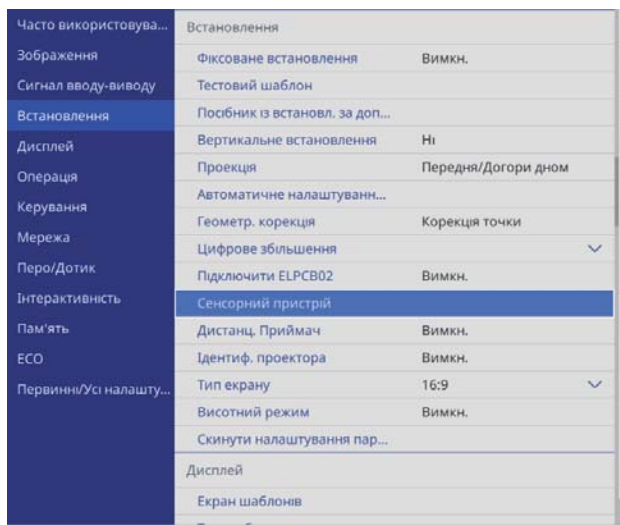 Часто використовува...
Зображення
Сигнал вводу-виводу
Встановлення
Дисплей
Операція
Керування
Мережа
Перо/Дотик
Інтерактивність
Пам'ять
ECO
Первинні/Усі налашту...
Встановлення
Фіксоване встановлення Вимкн.
Тестовий шаблон
Посібник із встановл. за доп...
Вертикальне встановлення Ні
Проекція Передня/Догори дном
Автоматичне налаштуванн...
Геометр. корекція Корекція точки
Цифрове збільшення
Підключити ELPCB02 Вимкн.
Сенсорний пристрій
Дистанц. Приймач Вимкн.
Ідентиф. проектора Вимкн.
Тип екрану 16:9
Висотний режим Вимкн.
Скинути налаштування пар...
Дисплей
Екран шаблонів